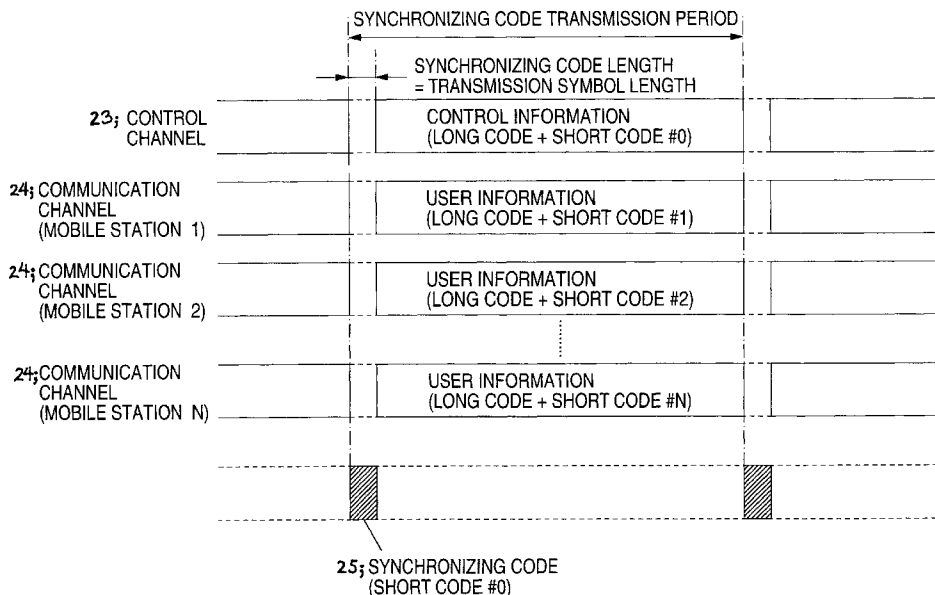 SYNCHRONIZING CODE TRANSMISSION PERIOD
SYNCHRONIZING CODE LENGTH
= TRANSMISSION SYMBOL LENGTH
23; CONTROL
CHANNEL
CONTROL INFORMATION
(LONG CODE + SHORT CODE #0)
24; COMMUNICATION
CHANNEL
(MOBILE STATION 1)
USER INFORMATION
(LONG CODE + SHORT CODE #1)
24; COMMUNICATION
CHANNEL
(MOBILE STATION 2)
USER INFORMATION
(LONG CODE + SHORT CODE #2)
24; COMMUNICATION
CHANNEL
(MOBILE STATION N)
USER INFORMATION
(LONG CODE + SHORT CODE #N)
25; SYNCHRONIZING CODE
(SHORT CODE #0)